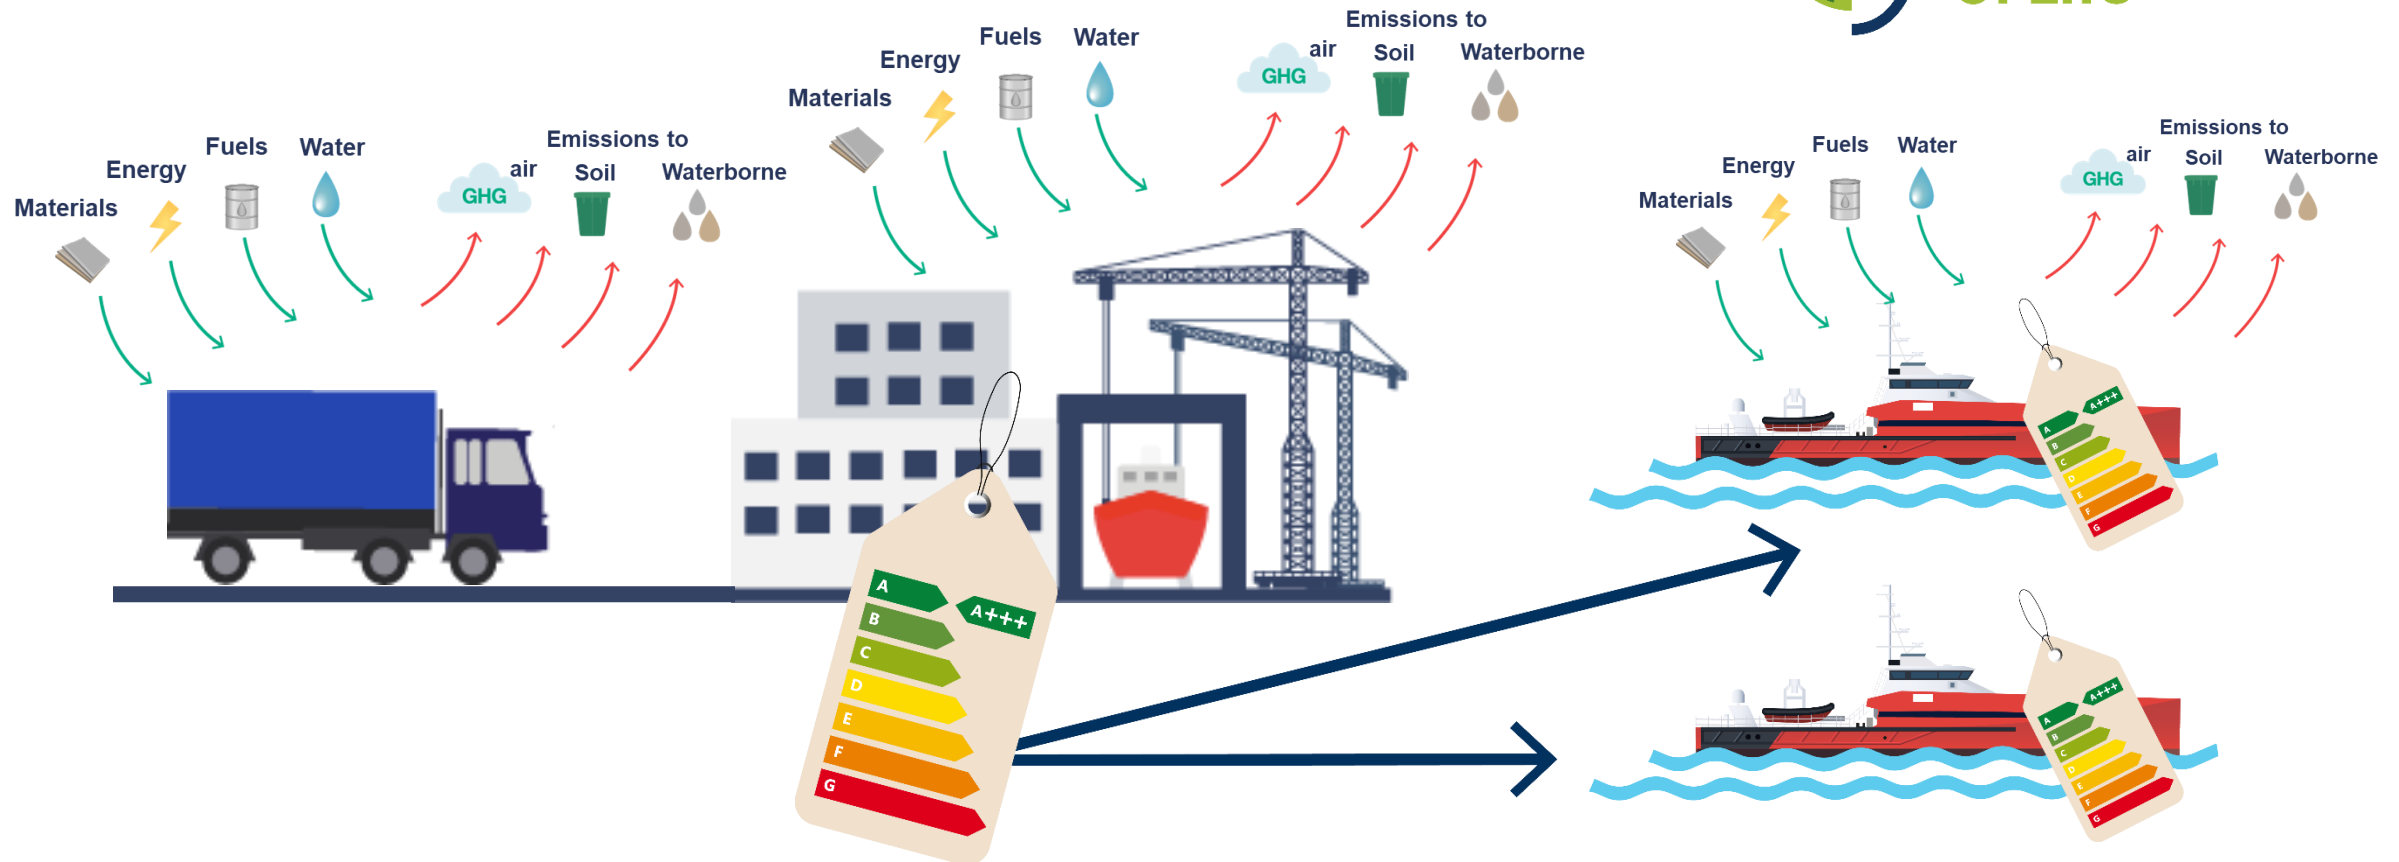 Materials
Energy
Fuels
Water
Emissions to
air
Soil
Waterborne
GHG
Materials
Energy
Fuels
Water
Emissions to
air
Soil
Waterborne
GHG
Materials
Energy
Fuels
Water
Emissions to
air
Soil
Waterborne
GHG
A
A+++
B
C
D
E
F
G
A+++
A
B
C
D
E
F
G
A+++
A
B
C
D
E
F
G